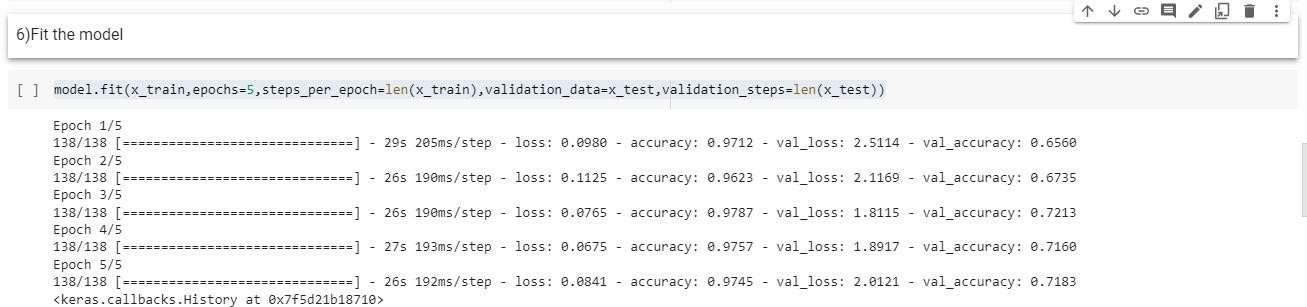 6)Fit the model
[ ] model.fit(x_train,epochs=5,steps_per_epoch=len(x_train),validation_data=x_test,validation_steps=len(x_test))
Epoch 1/5
138/138 [==============================] - 29s 205ms/step - loss: 0.0980 - accuracy: 0.9712 - val_loss: 2.5114 - val_accuracy: 0.6560
Epoch 2/5
138/138 [==============================] - 26s 190ms/step - loss: 0.1125 - accuracy: 0.9623 - val_loss: 2.1169 - val_accuracy: 0.6735
Epoch 3/5
138/138 [==============================] - 26s 190ms/step - loss: 0.0765 - accuracy: 0.9787 - val_loss: 1.8115 - val_accuracy: 0.7213
Epoch 4/5
138/138 [==============================] - 27s 193ms/step - loss: 0.0675 - accuracy: 0.9757 - val_loss: 1.8917 - val_accuracy: 0.7160
Epoch 5/5
138/138 [==============================] - 26s 192ms/step - loss: 0.0841 - accuracy: 0.9745 - val_loss: 2.0121 - val_accuracy: 0.7183
<keras.callbacks.History at 0x7f5d21b18710>